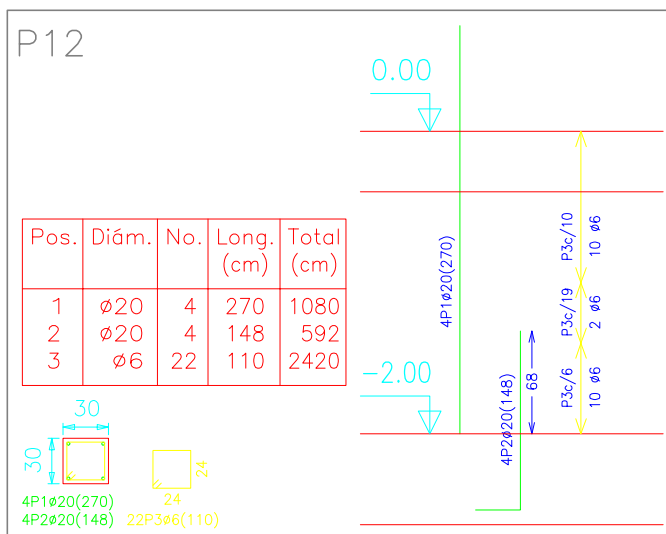 P12
0.00
Pos. Diám. No. Long. (cm) Total (cm)
1 ø20 4 270 1080
2 ø20 4 148 592
3 ø6 22 110 2420
4P1ø20(270)
P3c/10
10 ø6
P3c/19
2 ø6
P3c/6
10 ø6
-2.00
68
4P2ø20(148)
30
30
4P1ø20(270)
4P2ø20(148)
24
24
22P3ø6(110)